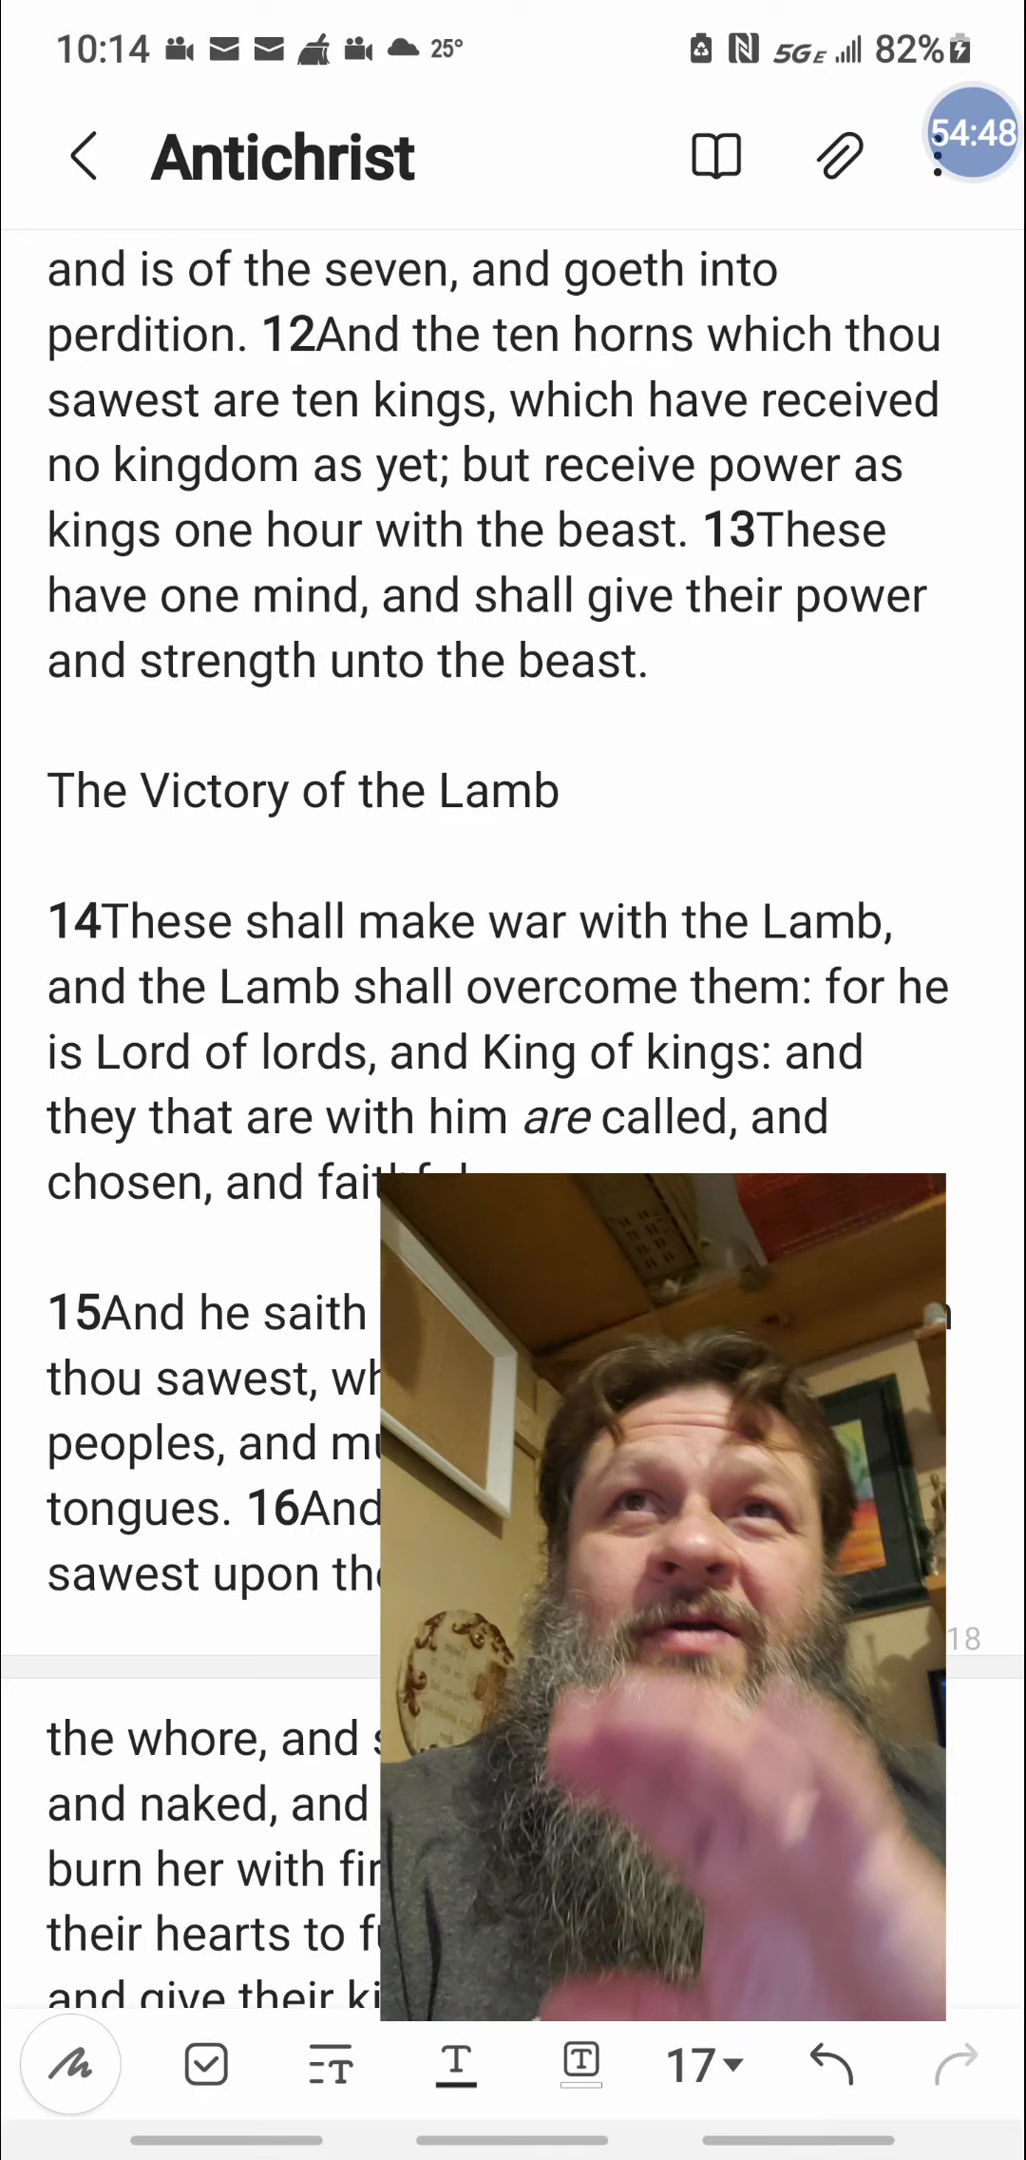 10:14 25° 5GE 82%
54:48
Antichrist
and is of the seven, and goeth into
perdition. 12And the ten horns which thou
sawest are ten kings, which have received
no kingdom as yet; but receive power as
kings one hour with the beast. 13These
have one mind, and shall give their power
and strength unto the beast.
The Victory of the Lamb
14These shall make war with the Lamb,
and the Lamb shall overcome them: for he
is Lord of lords, and King of kings: and
they that are with him are called, and
chosen, and
15And he saith
thou sawest,
peoples, and
tongues. 16And
sawest upon
18
the whore, and
and naked, and
burn her with
their hearts to
and give their
17